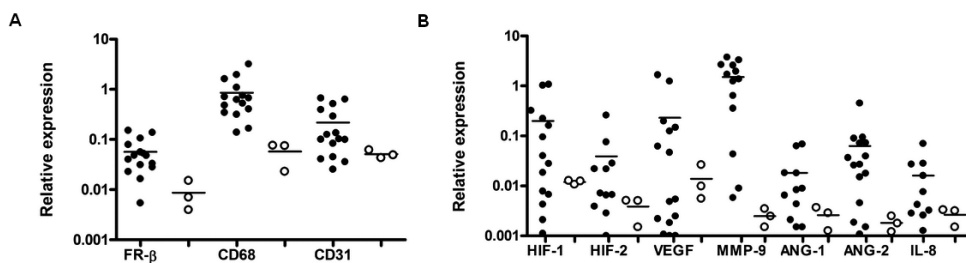 A
Relative expression
10
1
0.1
0.01
0.001
FR-β
CD68
CD31
B
Relative expression
10
1
0.1
0.01
0.001
HIF-1
HIF-2
VEGF
MMP-9
ANG-1
ANG-2
IL-8